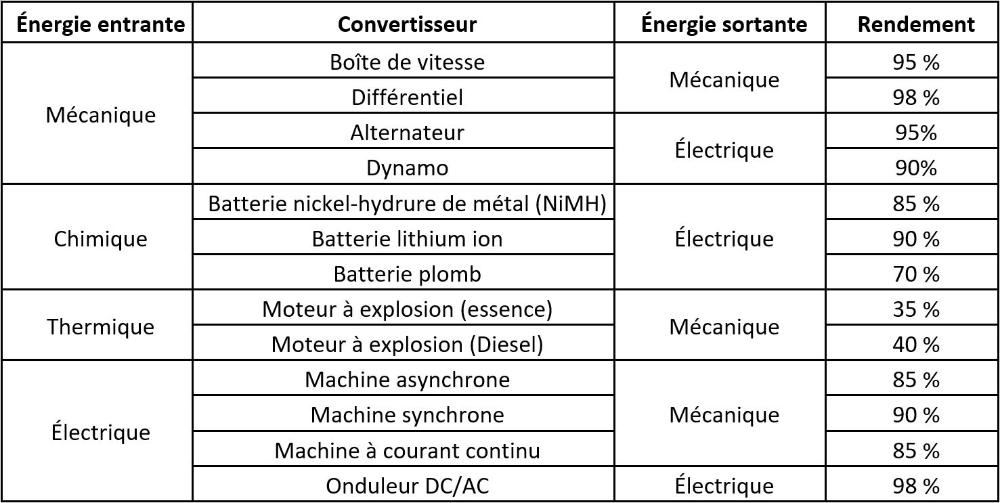 Énergie entrante Convertisseur Énergie sortante Rendement
Mécanique
Boîte de vitesse
Mécanique
95 %
Différentiel
98 %
Alternateur
Électrique
95%
Dynamo
90%
Chimique
Batterie nickel-hydrure de métal (NiMH)
Électrique
85 %
Batterie lithium ion
90 %
Batterie plomb
70 %
Thermique
Moteur à explosion (essence)
Mécanique
35 %
Moteur à explosion (Diesel)
40 %
Électrique
Machine asynchrone
Mécanique
85 %
Machine synchrone
90 %
Machine à courant continu
85 %
Onduleur DC/AC
Électrique
98 %